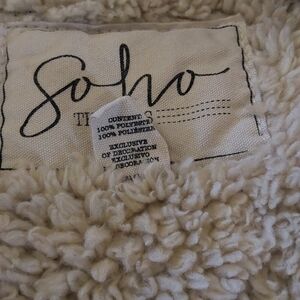 Soho
CONTENT
100% POLYESTER
100% POLIÉSTER
EXCLUSIVE
OF DECORATION
EXCLUSIVO